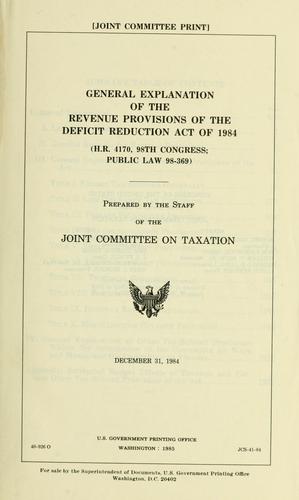 [JOINT COMMITTEE PRINT]
GENERAL EXPLANATION
OF THE
REVENUE PROVISIONS OF THE
DEFICIT REDUCTION ACT OF 1984
(H.R. 4170, 98TH CONGRESS;
PUBLIC LAW 98-369)
PREPARED BY THE STAFF
OF THE
JOINT COMMITTEE ON TAXATION
DECEMBER 31, 1984
U.S. GOVERNMENT PRINTING OFFICE
40-926 O WASHINGTON : 1985 JCS-41-84
For sale by the Superintendent of Documents, U.S. Government Printing Office
Washington, D.C. 20402